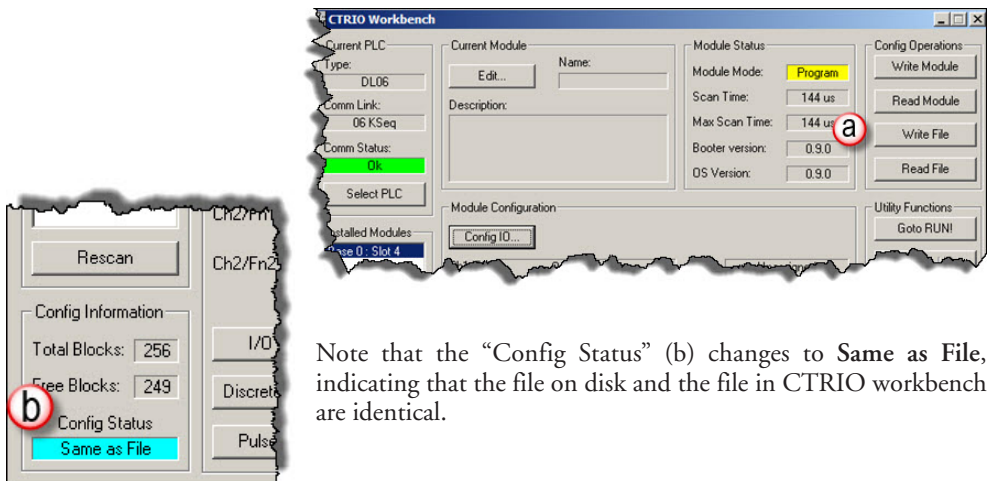 CTRIO Workbench
Current PLC
Type:
DL06
Comm Link:
06 KSeq
Comm Status:
Ok
Select PLC
Installed Modules
Base 0 : Slot 4
Current Module
Edit...
Name:
Description:
Module Configuration
Config IO...
Module Status
Module Mode: Program
Scan Time: 144 us
Max Scan Time: 144 us
Booter version: 0.9.0
OS Version: 0.9.0
a
Config Operations
Write Module
Read Module
Write File
Read File
Utility Functions
Goto RUN!
Rescan
Ch2/Fn1
Ch2/Fn2
Config Information
Total Blocks: 256
Free Blocks: 249
b
Config Status
Same as File
I/O
Discrete
Pulse
Note that the “Config Status” (b) changes to Same as File,
indicating that the file on disk and the file in CTRIO workbench
are identical.